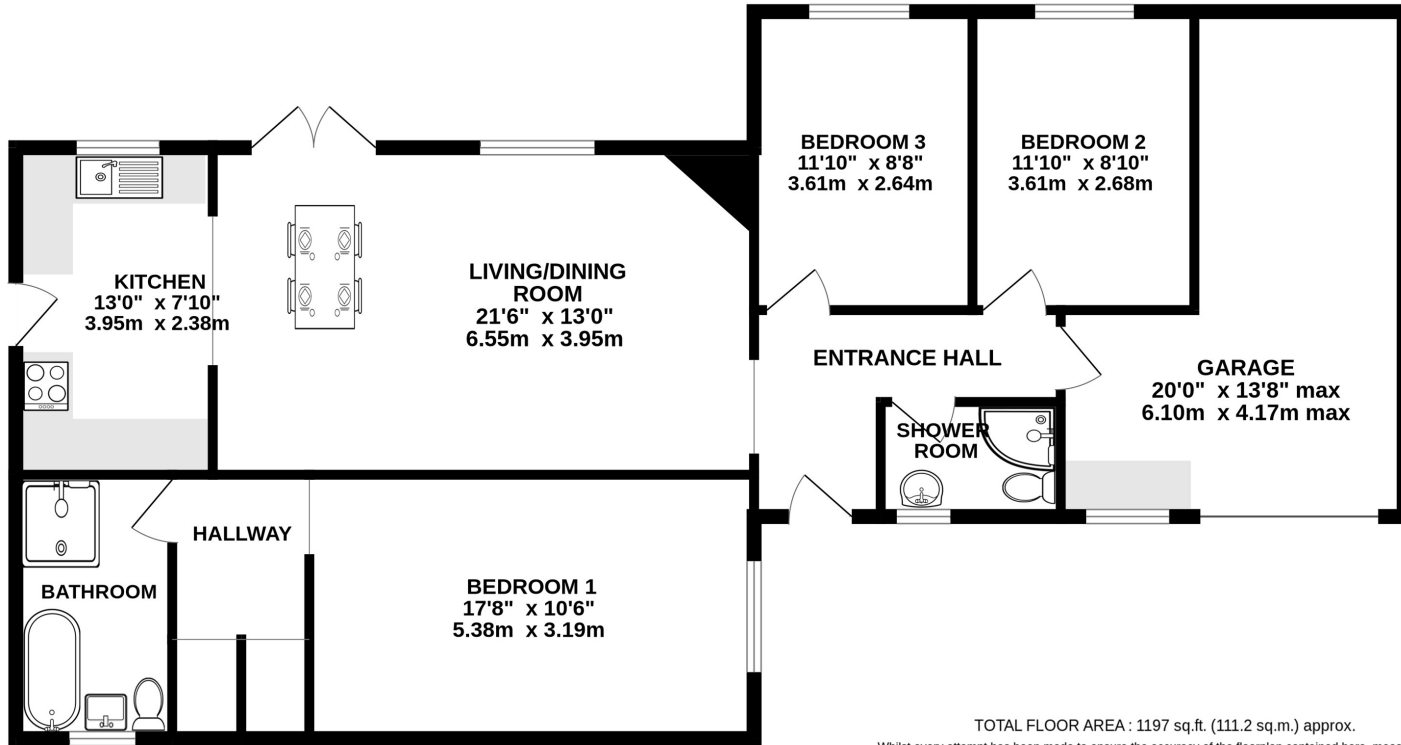 BEDROOM 3
11'10" x 8'8"
3.61m x 2.64m
BEDROOM 2
11'10" x 8'10"
3.61m x 2.68m
KITCHEN
13'0" x 7'10"
3.95m x 2.38m
LIVING/DINING
ROOM
21'6" x 13'0"
6.55m x 3.95m
ENTRANCE HALL
GARAGE
20'0" x 13'8" max
6.10m x 4.17m max
SHOWER
ROOM
HALLWAY
BATHROOM
BEDROOM 1
17'8" x 10'6"
5.38m x 3.19m
TOTAL FLOOR AREA : 1197 sq.ft. (111.2 sq.m.) approx.